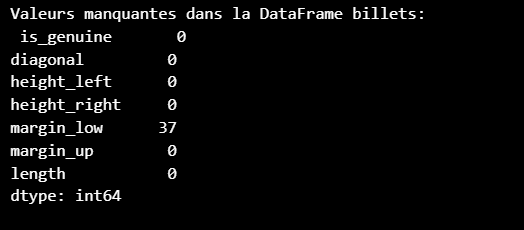 Valeurs manquantes dans la DataFrame billets:
is_genuine 0
diagonal 0
height_left 0
height_right 0
margin_low 37
margin_up 0
length 0
dtype: int64